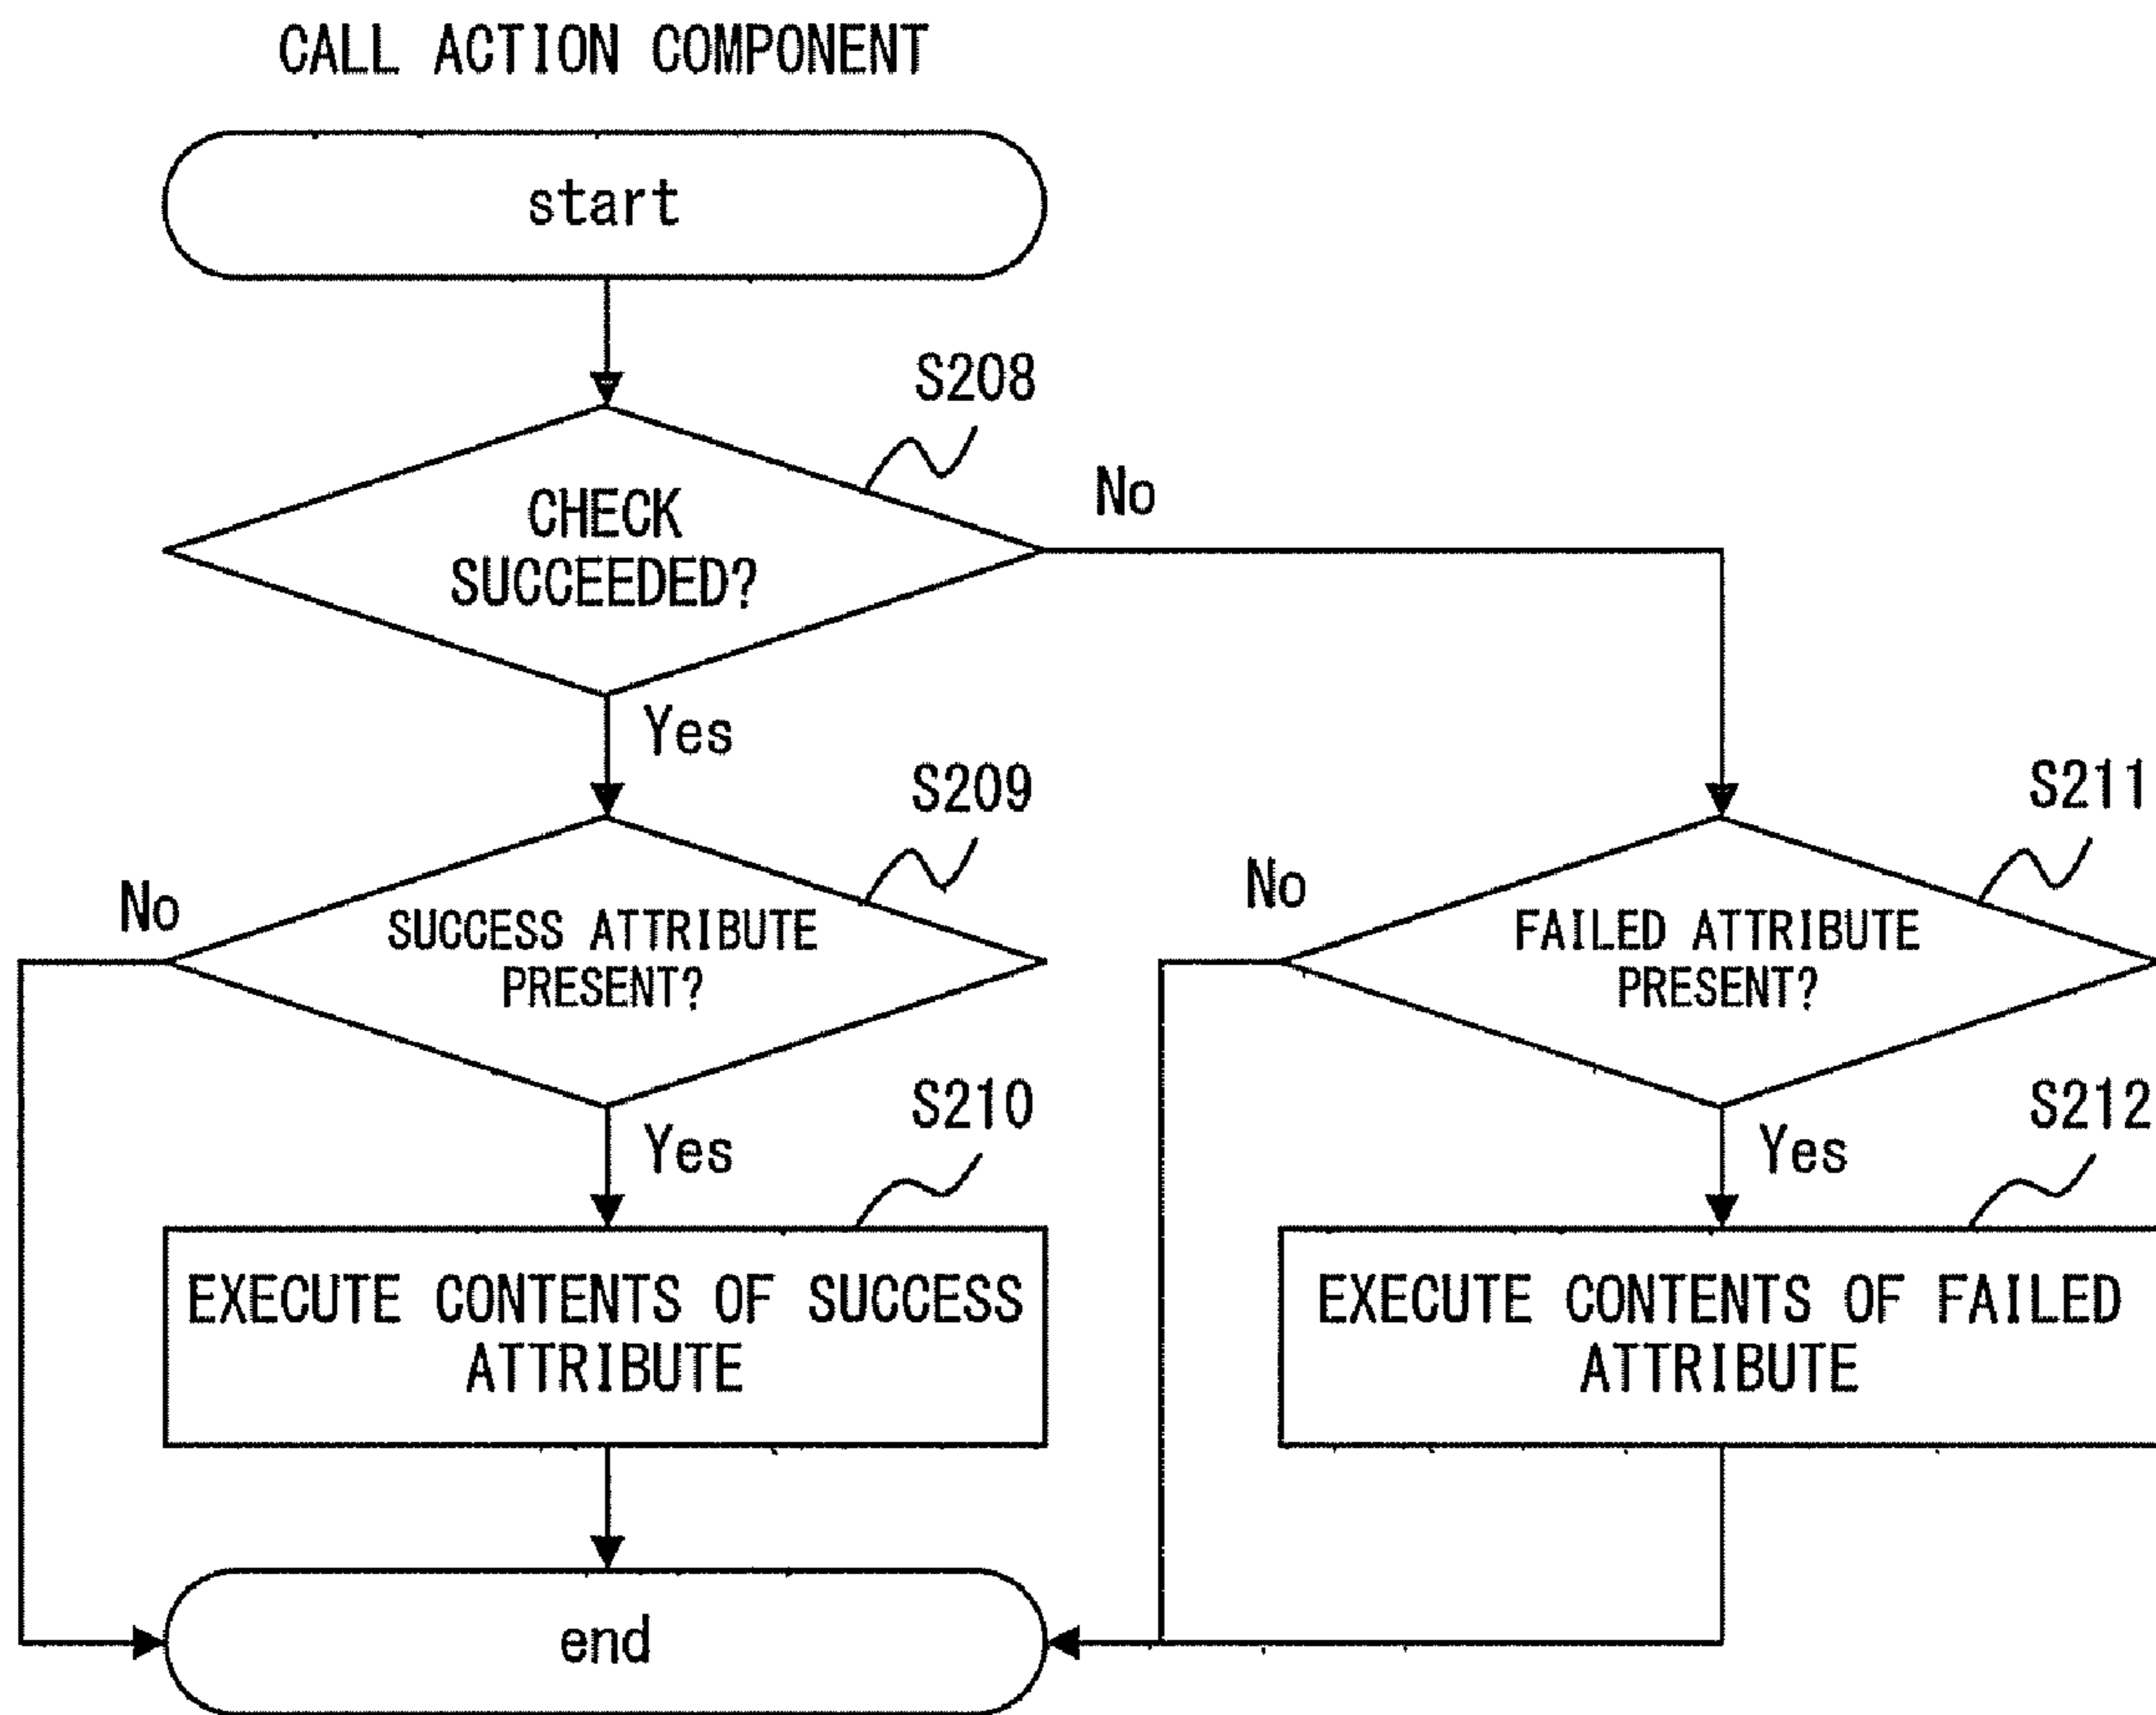 CALL ACTION COMPONENT
start
S208
CHECK
SUCCEEDED?
No
Yes
S209
SUCCESS ATTRIBUTE
PRESENT?
No
Yes
S210
EXECUTE CONTENTS OF SUCCESS
ATTRIBUTE
S211
FAILED ATTRIBUTE
PRESENT?
No
Yes
S212
EXECUTE CONTENTS OF FAILED
ATTRIBUTE
end